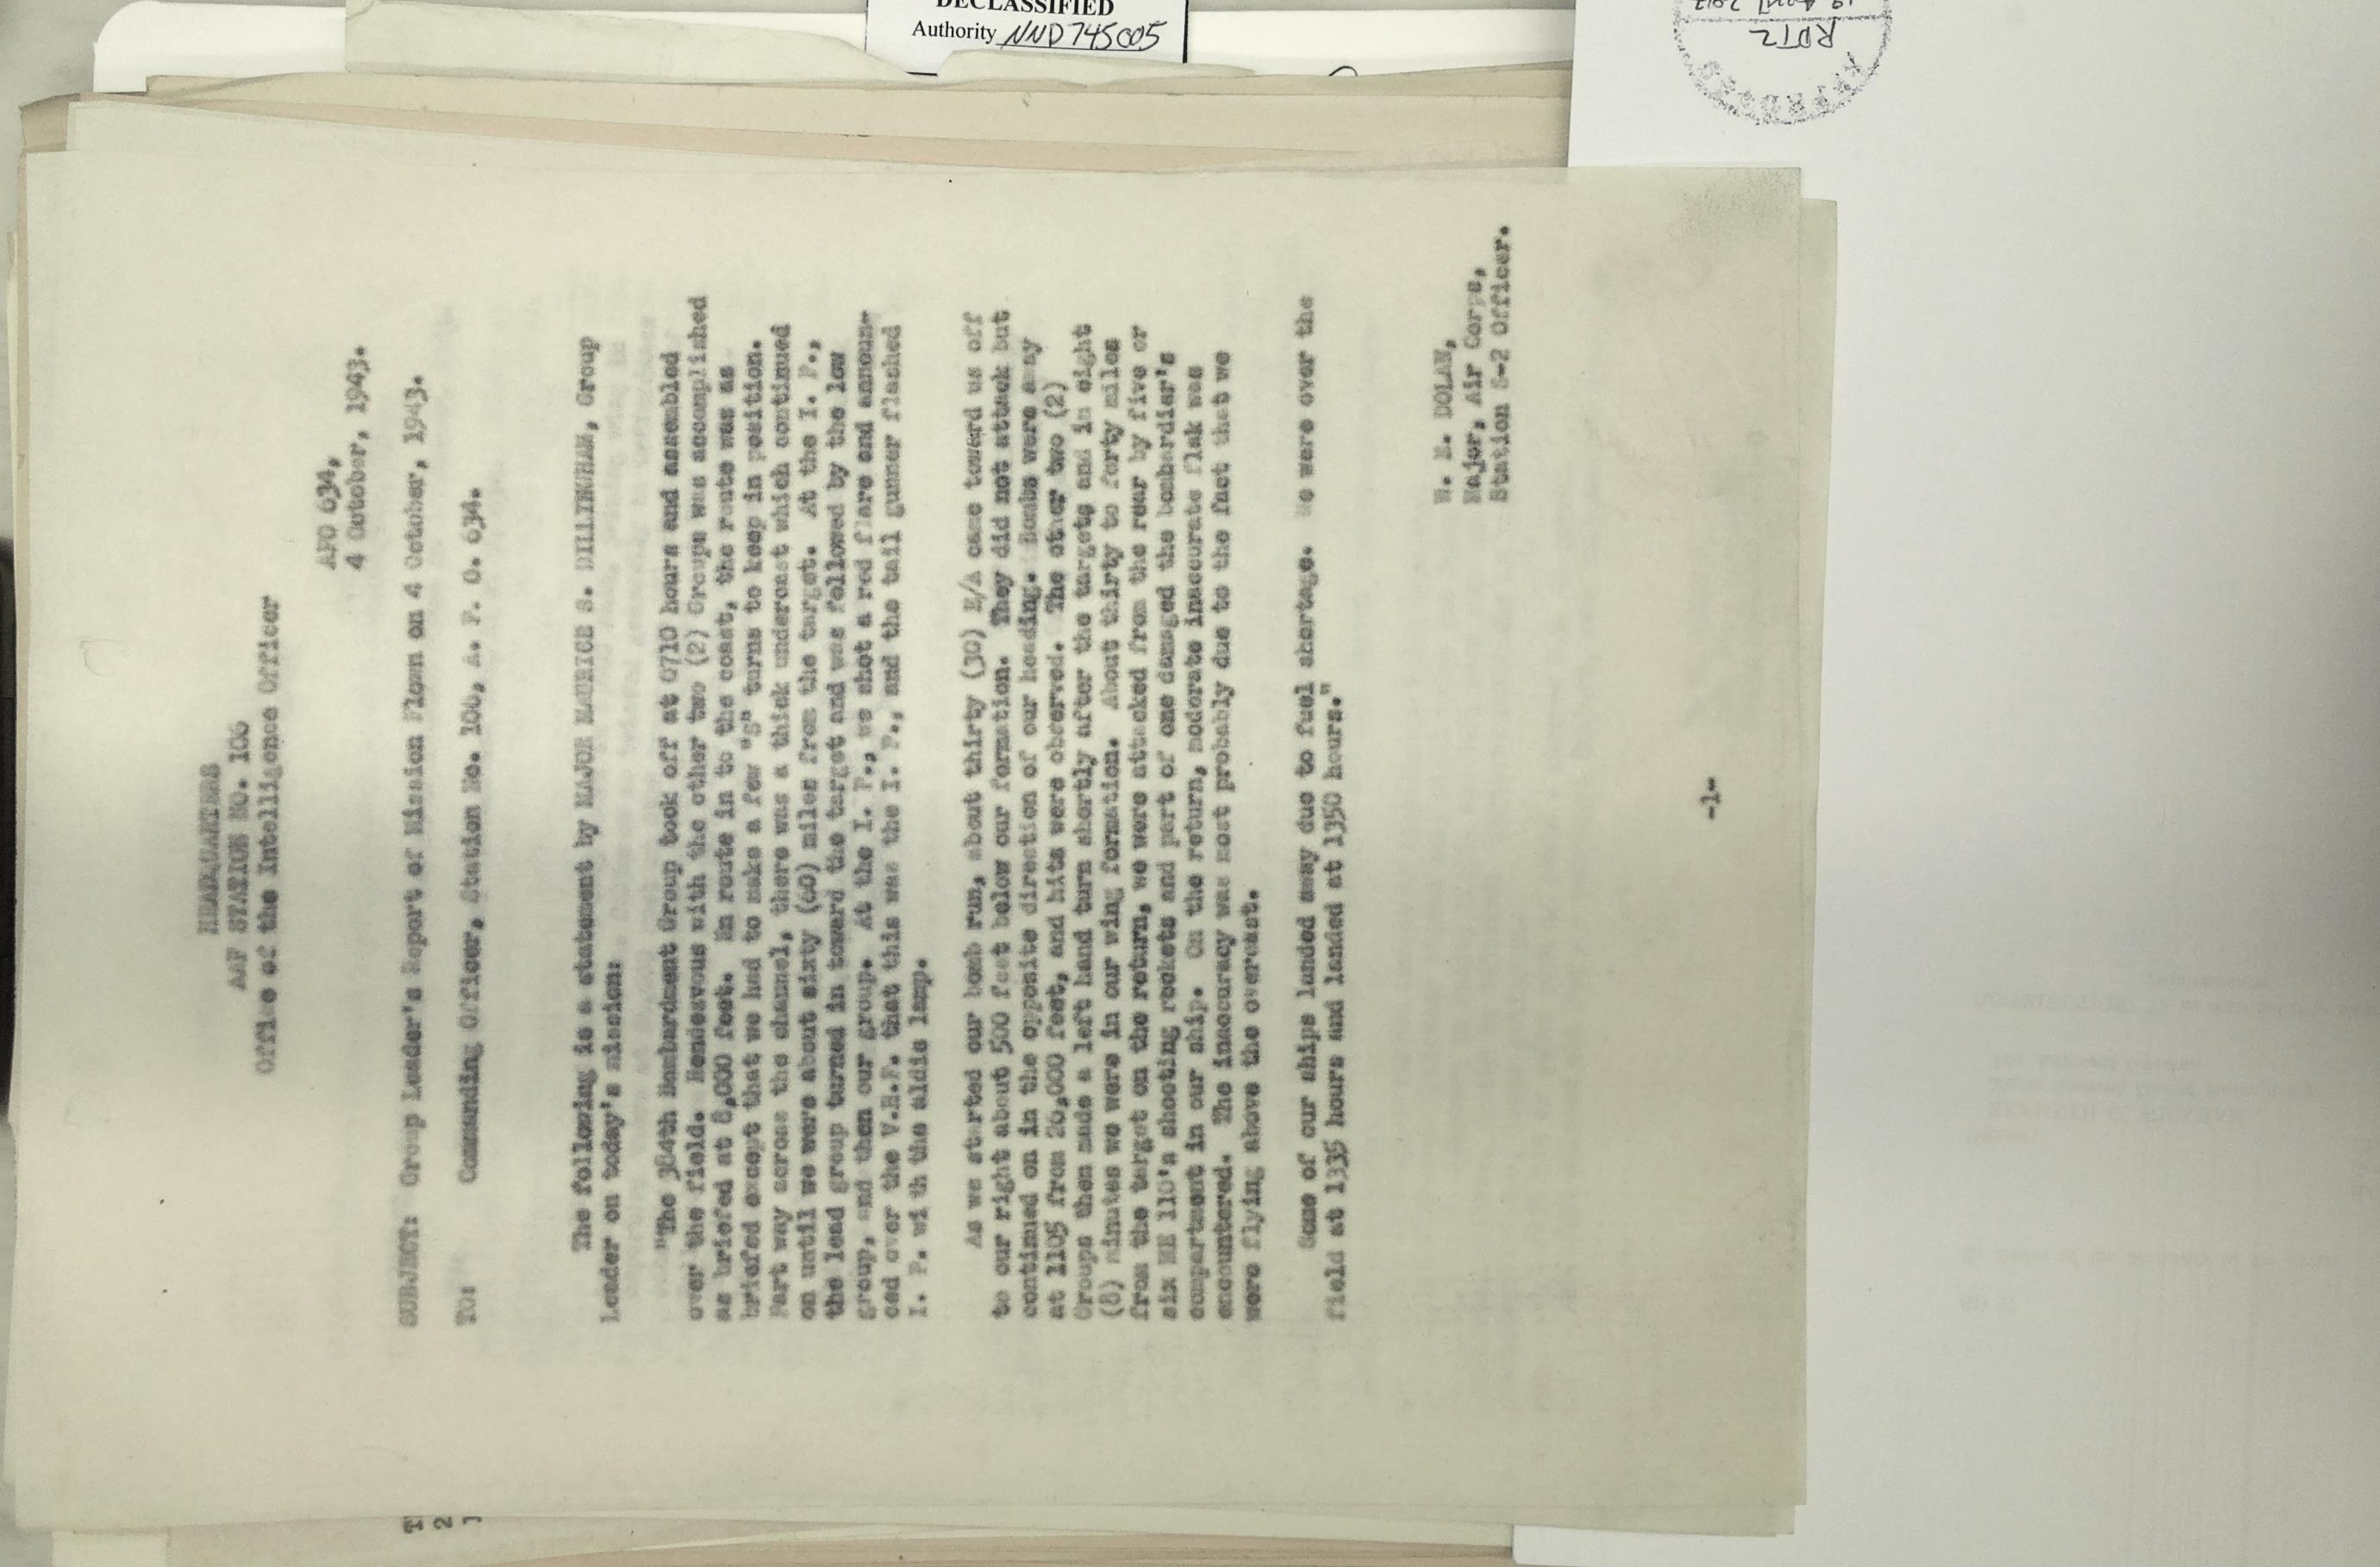 DECLASSIFIED
Authority NND745005
RDTZ
HEADQUARTERS
AAF STATION NO. 106
Office of the Intelligence Officer
APO 634,
4 October, 1943.
SUBJECT: Group Leader's Report of Mission Flown on 4 October, 1943.
TO: Commanding Officer, Station No. 106, A. P. O. 634.
The following is a statement by MAJOR MAURICE S. DILLINGHAM, Group
Leader on today's mission:
"The 384th Bombardment Group took off at 0710 hours and assembled
over the field. Rendezvous with the other two (2) Groups was accomplished
as briefed at 8,000 feet. En route in to the coast, the route was as
briefed except that we had to make a few "S" turns to keep in position.
Part way across the channel, there was a thick undercast which continued
on until we were about sixty (60) miles from the target. At the I. P.,
the lead group turned in toward the target and was followed by the low
group, and then our group. At the I. P., we shot a red flare and announ-
ced over the V.H.F. that this was the I. P., and the tail gunner flashed
I. P. with the aldis lamp.
As we started our bomb run, about thirty (30) E/A came toward us off
to our right about 500 feet below our formation. They did not attack but
continued on in the opposite direction of our heading. Bombs were away
at 1105 from 26,000 feet, and hits were observed. The other two (2)
Groups then made a left hand turn shortly after the targets and in eight
(8) minutes we were in our wing formation. About thirty to forty miles
from the target on the return, we were attacked from the rear by five or
six ME 110's shooting rockets and part of one damaged the bombardier's
compartment in our ship. On the return, moderate inaccurate flak was
encountered. The inaccuracy was most probably due to the fact that we
were flying above the overcast.
Some of our ships landed away due to fuel shortage. We were over the
field at 1335 hours and landed at 1350 hours."
W. E. DOLAN,
Major, Air Corps,
Station S-2 Officer.
-1-